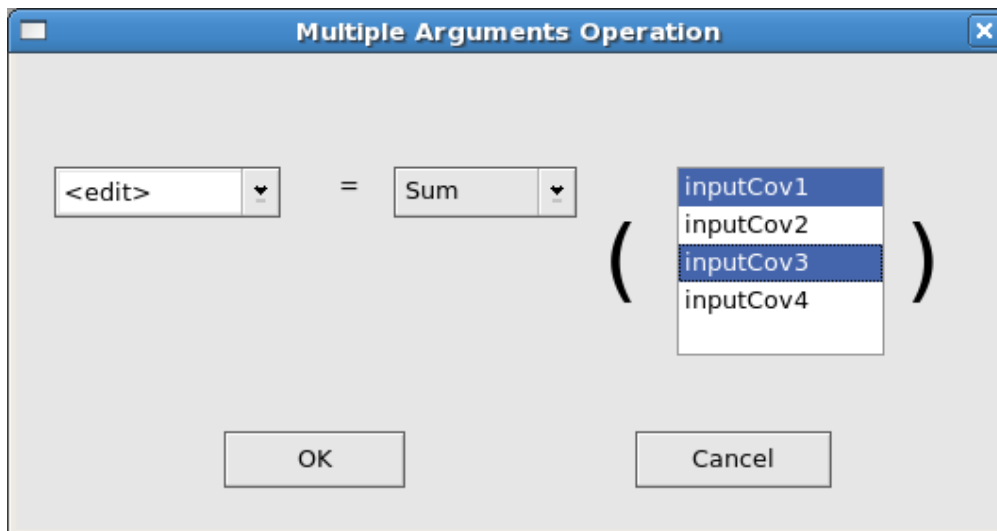 Multiple Arguments Operation
<edit> = Sum ( inputCov1
inputCov2
inputCov3
inputCov4 )
OK Cancel